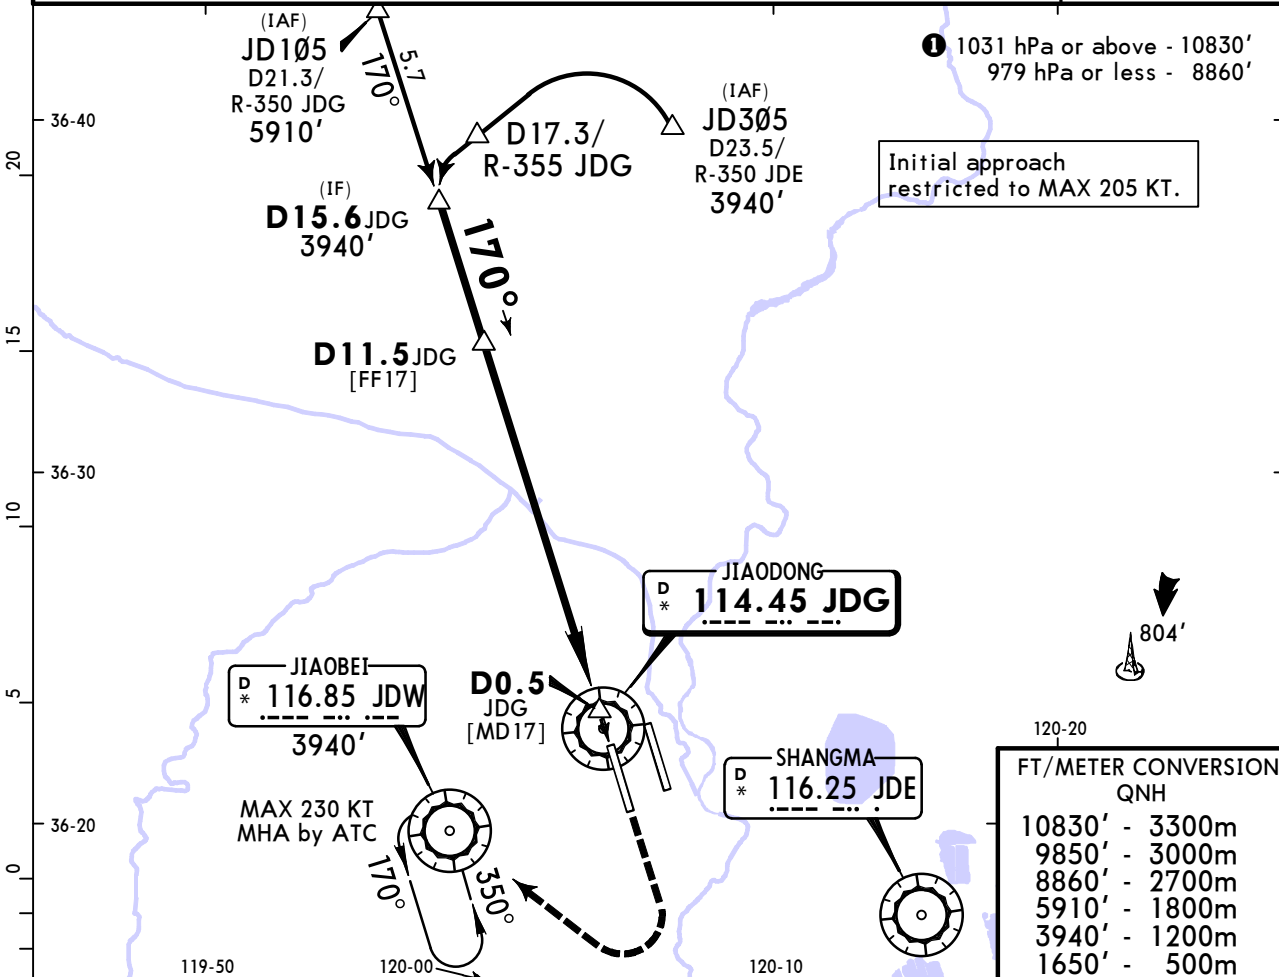 (IAF)
JD1Ø5
D21.3/
R-350 JDG
5910'
5.7
170°
❶ 1031 hPa or above - 10830'
979 hPa or less - 8860'
(IAF)
JD3Ø5
D23.5/
R-350 JDE
3940'
D17.3/
R-355 JDG
Initial approach
restricted to MAX 205 KT.
36-40
20
(IF)
D15.6 JDG
3940'
170°
15
D11.5 JDG
[FF17]
36-30
10
JIAODONG
D
* 114.45 JDG
804'
JIAOBEI
D
* 116.85 JDW
3940'
D0.5
JDG
[MD17]
5
120-20
SHANGMA
D
* 116.25 JDE
MAX 230 KT
MHA by ATC
36-20
170°
350°
0
119-50
120-00
120-10
FT/METER CONVERSION
QNH
10830' - 3300m
9850' - 3000m
8860' - 2700m
5910' - 1800m
3940' - 1200m
1650' - 500m